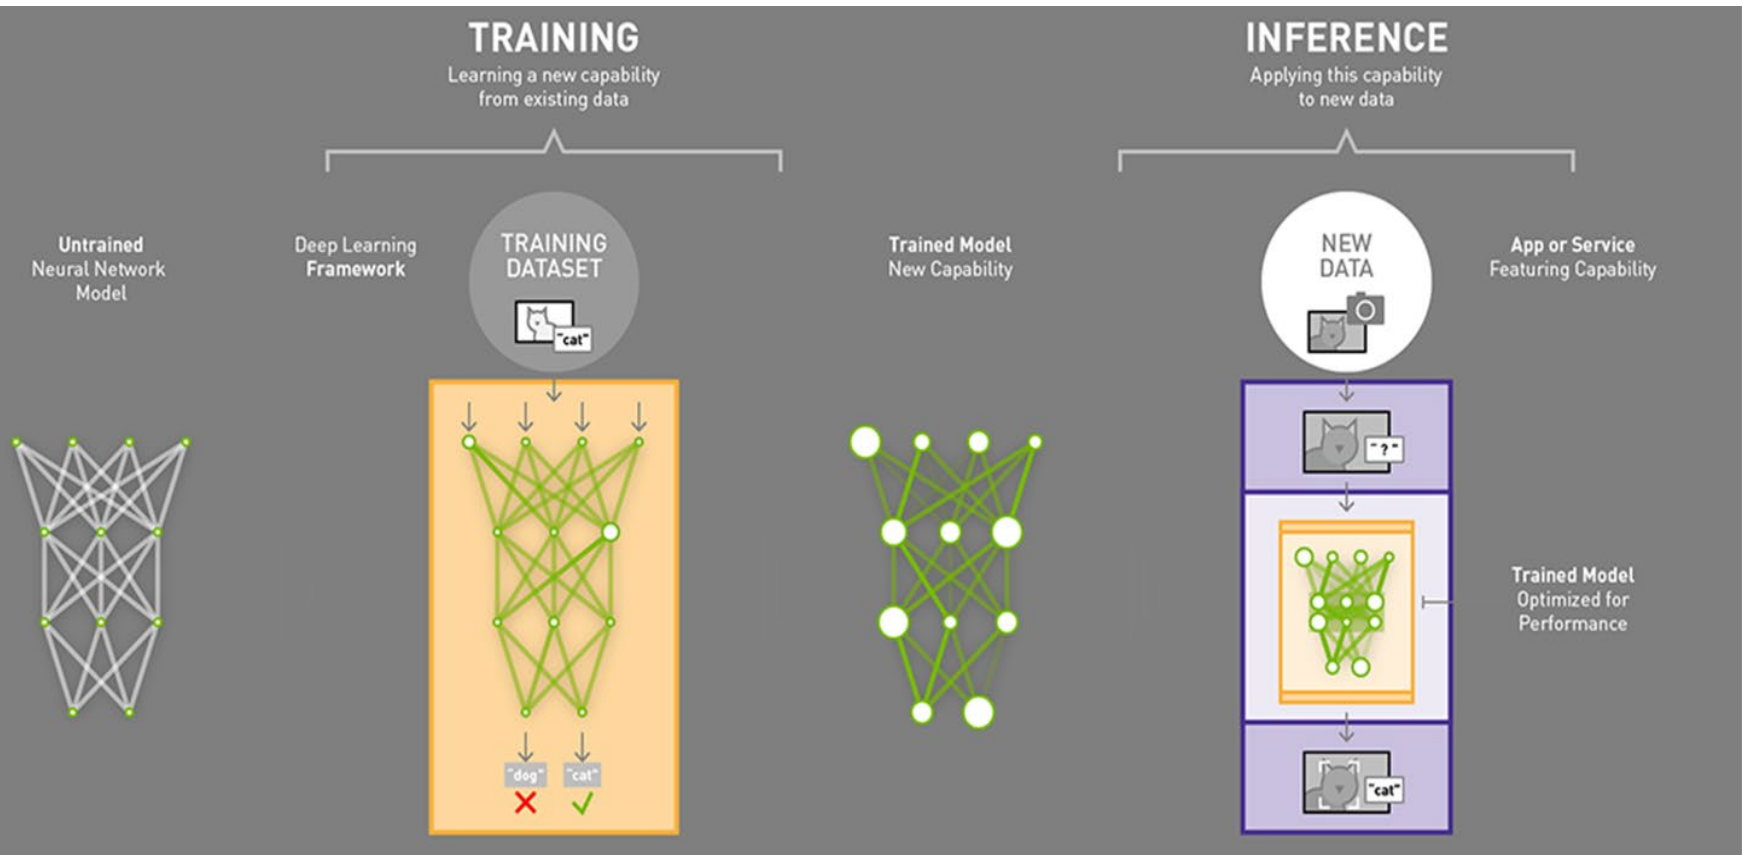 TRAINING
Learning a new capability
from existing data
INFERENCE
Applying this capability
to new data
Untrained
Neural Network
Model
Deep Learning
Framework
TRAINING
DATASET
"cat"
Trained Model
New Capability
NEW
DATA
App or Service
Featuring Capability
"?"
Trained Model
Optimized for
Performance
"dog"
"cat"
"cat"